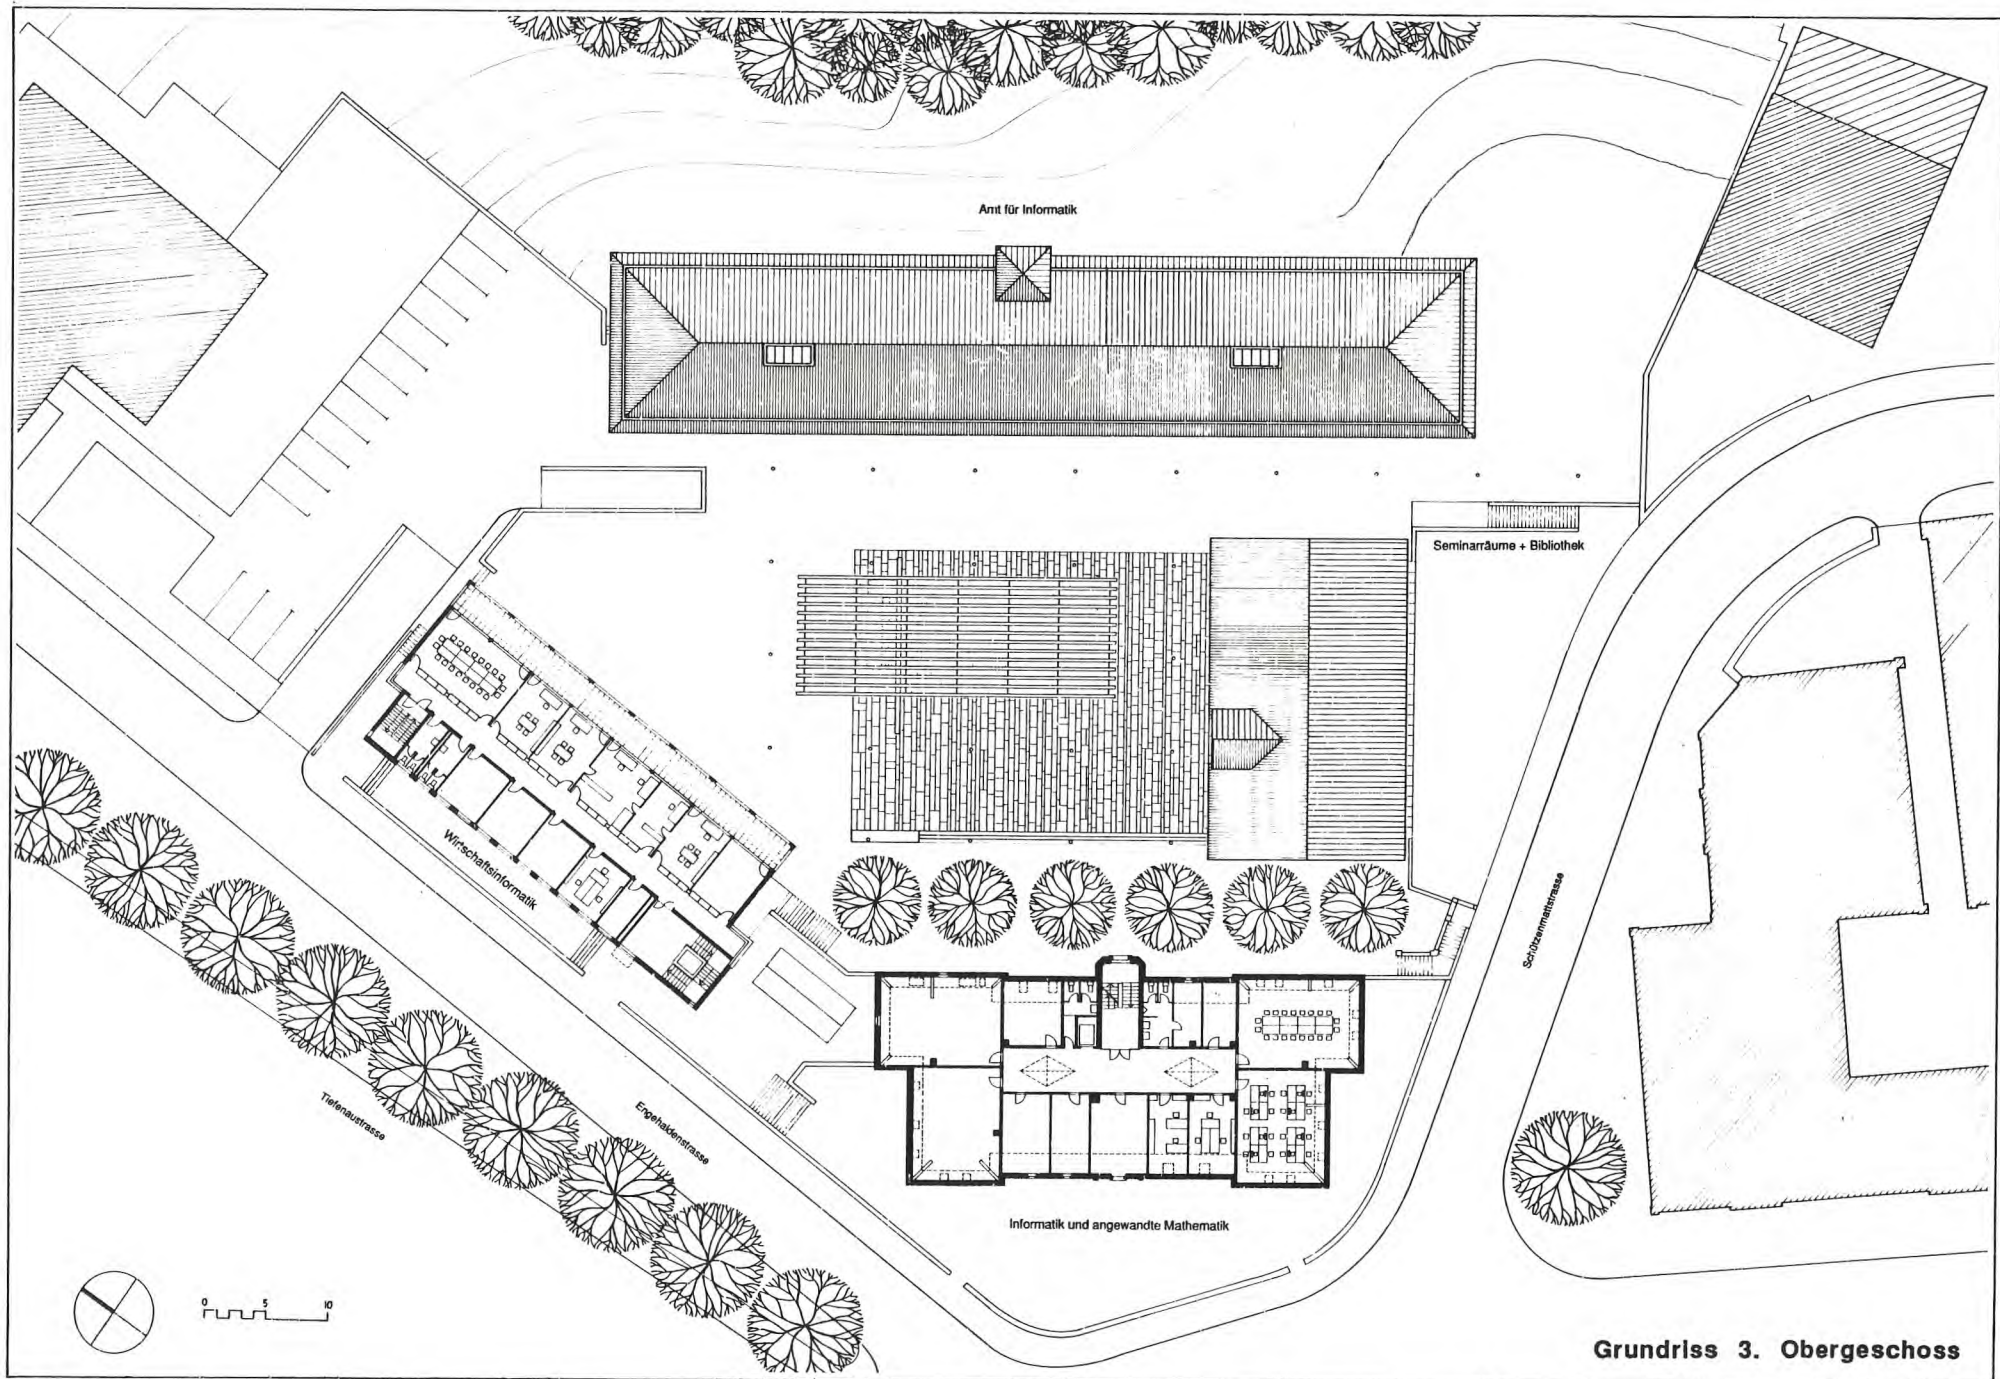 Amt für Informatik
Seminarräume + Bibliothek
Wirtschaftsinformatik
Schützenmattstrasse
Tiefenaustrasse
Engehaldenstrasse
Informatik und angewandte Mathematik
0 5 10
Grundriss 3. Obergeschoss